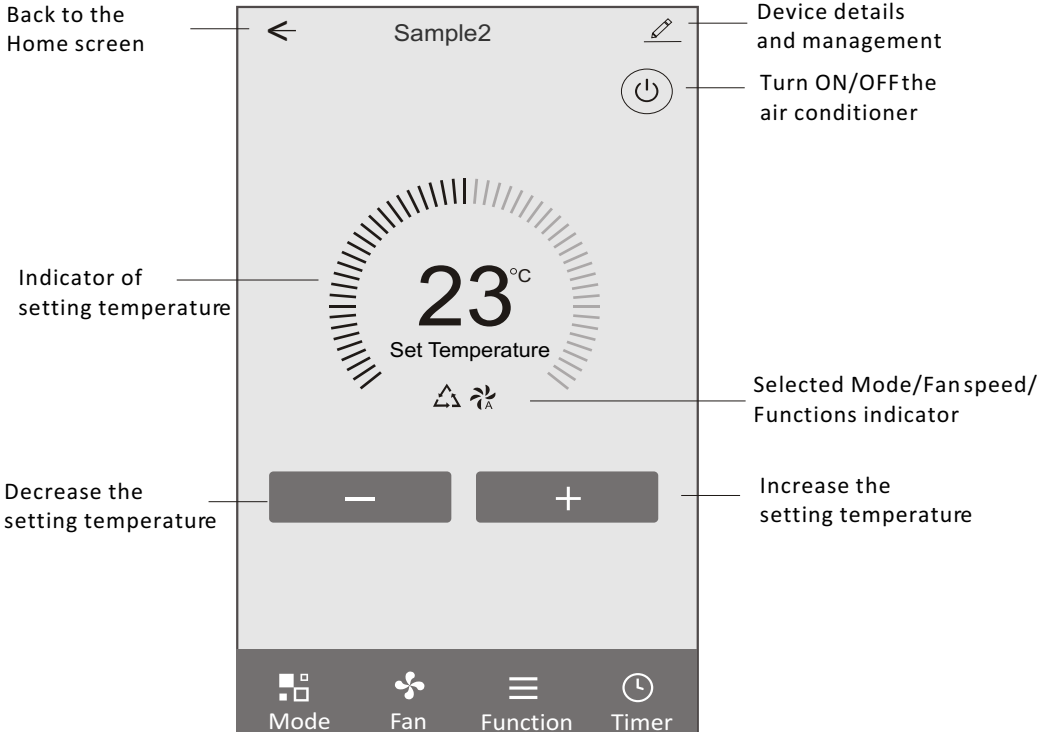 Back to the
Home screen
Sample2
Device details
and management
Turn ON/OFF the
air conditioner
Indicator of
setting temperature
23°C
Set Temperature
A
Selected Mode/Fan speed/
Functions indicator
Decrease the
setting temperature
−
+
Increase the
setting temperature
Mode
Fan
Function
Timer